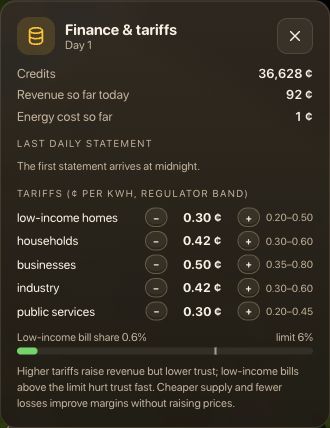 Finance & tariffs
Day 1
Credits 36,628 ¢
Revenue so far today 92 ¢
Energy cost so far 1 ¢
LAST DAILY STATEMENT
The first statement arrives at midnight.
TARIFFS (¢ PER KWH, REGULATOR BAND)
low-income homes - 0.30 ¢ + 0.20–0.50
households - 0.42 ¢ + 0.30–0.60
businesses - 0.50 ¢ + 0.35–0.80
industry - 0.42 ¢ + 0.30–0.60
public services - 0.30 ¢ + 0.20–0.45
Low-income bill share 0.6% limit 6%
Higher tariffs raise revenue but lower trust; low-income bills
above the limit hurt trust fast. Cheaper supply and fewer
losses improve margins without raising prices.